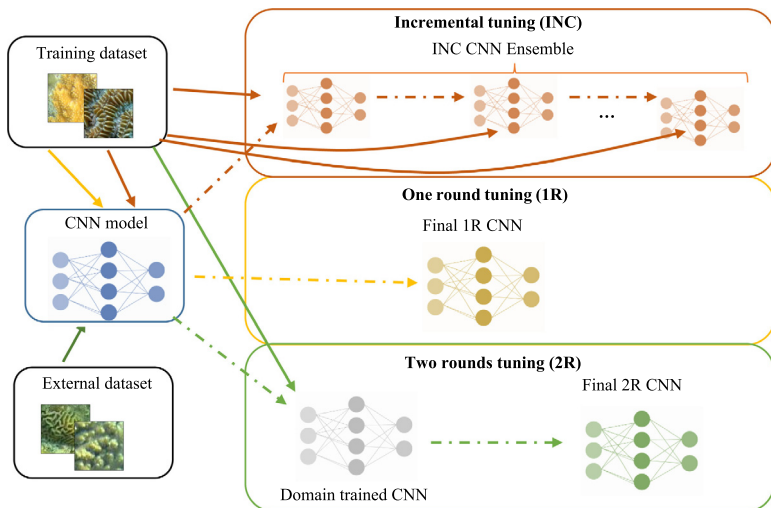 Incremental tuning (INC)
INC CNN Ensemble
Training dataset
...
One round tuning (1R)
CNN model
Final 1R CNN
Two rounds tuning (2R)
External dataset
Final 2R CNN
Domain trained CNN